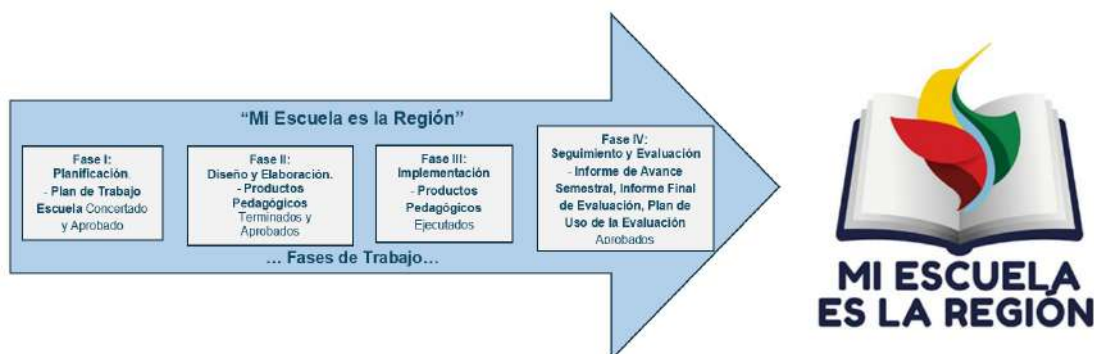 “Mi Escuela es la Región”
Fase I:
Planificación.
- Plan de Trabajo
Escuela Concertado
y Aprobado
Fase II:
Diseño y Elaboración.
- Productos
Pedagógicos
Terminados y
Aprobados
Fase III:
Implementación
- Productos
Pedagógicos
Ejecutados
Fase IV:
Seguimiento y Evaluación
- Informe de Avance
Semestral, Informe Final
de Evaluación, Plan de
Uso de la Evaluación
Aprobados
... Fases de Trabajo...
MI ESCUELA
ES LA REGIÓN